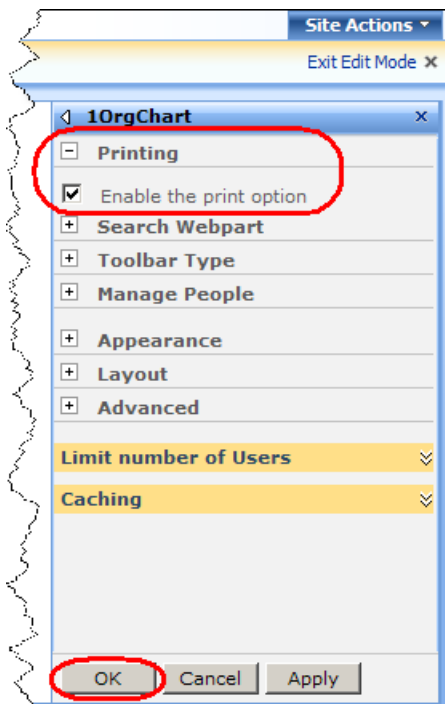 Site Actions
Exit Edit Mode
1OrgChart
Printing
Enable the print option
Search Webpart
Toolbar Type
Manage People
Appearance
Layout
Advanced
Limit number of Users
Caching
OK Cancel Apply